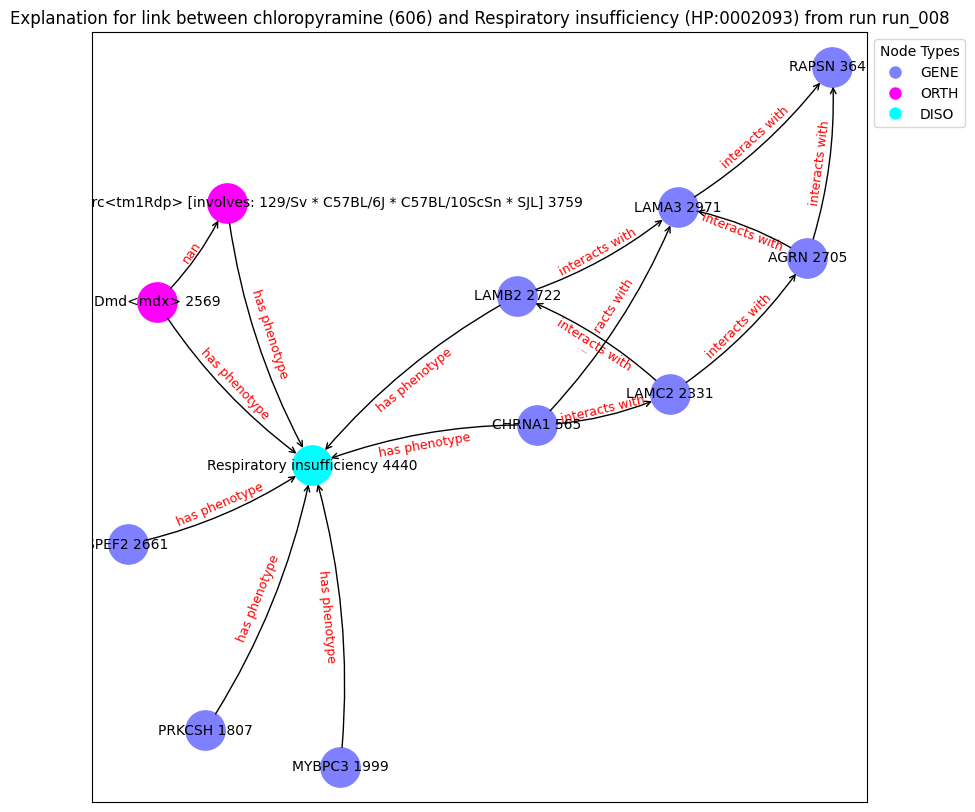 Explanation for link between chloropyramine (606) and Respiratory insufficiency (HP:0002093) from run run_008
Node Types
GENE
ORTH
DISO
RAPSN 364
interacts with
interacts with
rc<tm1Rdp> [involves: 129/Sv * C57BL/6J * C57BL/10ScSn * SJL] 3759
LAMA3 2971
interacts with
interacts with
nan
AGRN 2705
Dmd<mdx> 2569
LAMB2 2722
racts with
interacts with
interacts with
has phenotype
has phenotype
has phenotype
LAMC2 2331
interacts with
CHRNA1 565
has phenotype
Respiratory insufficiency 4440
has phenotype
SPEF2 2661
has phenotype
has phenotype
PRKCSH 1807
MYBPC3 1999